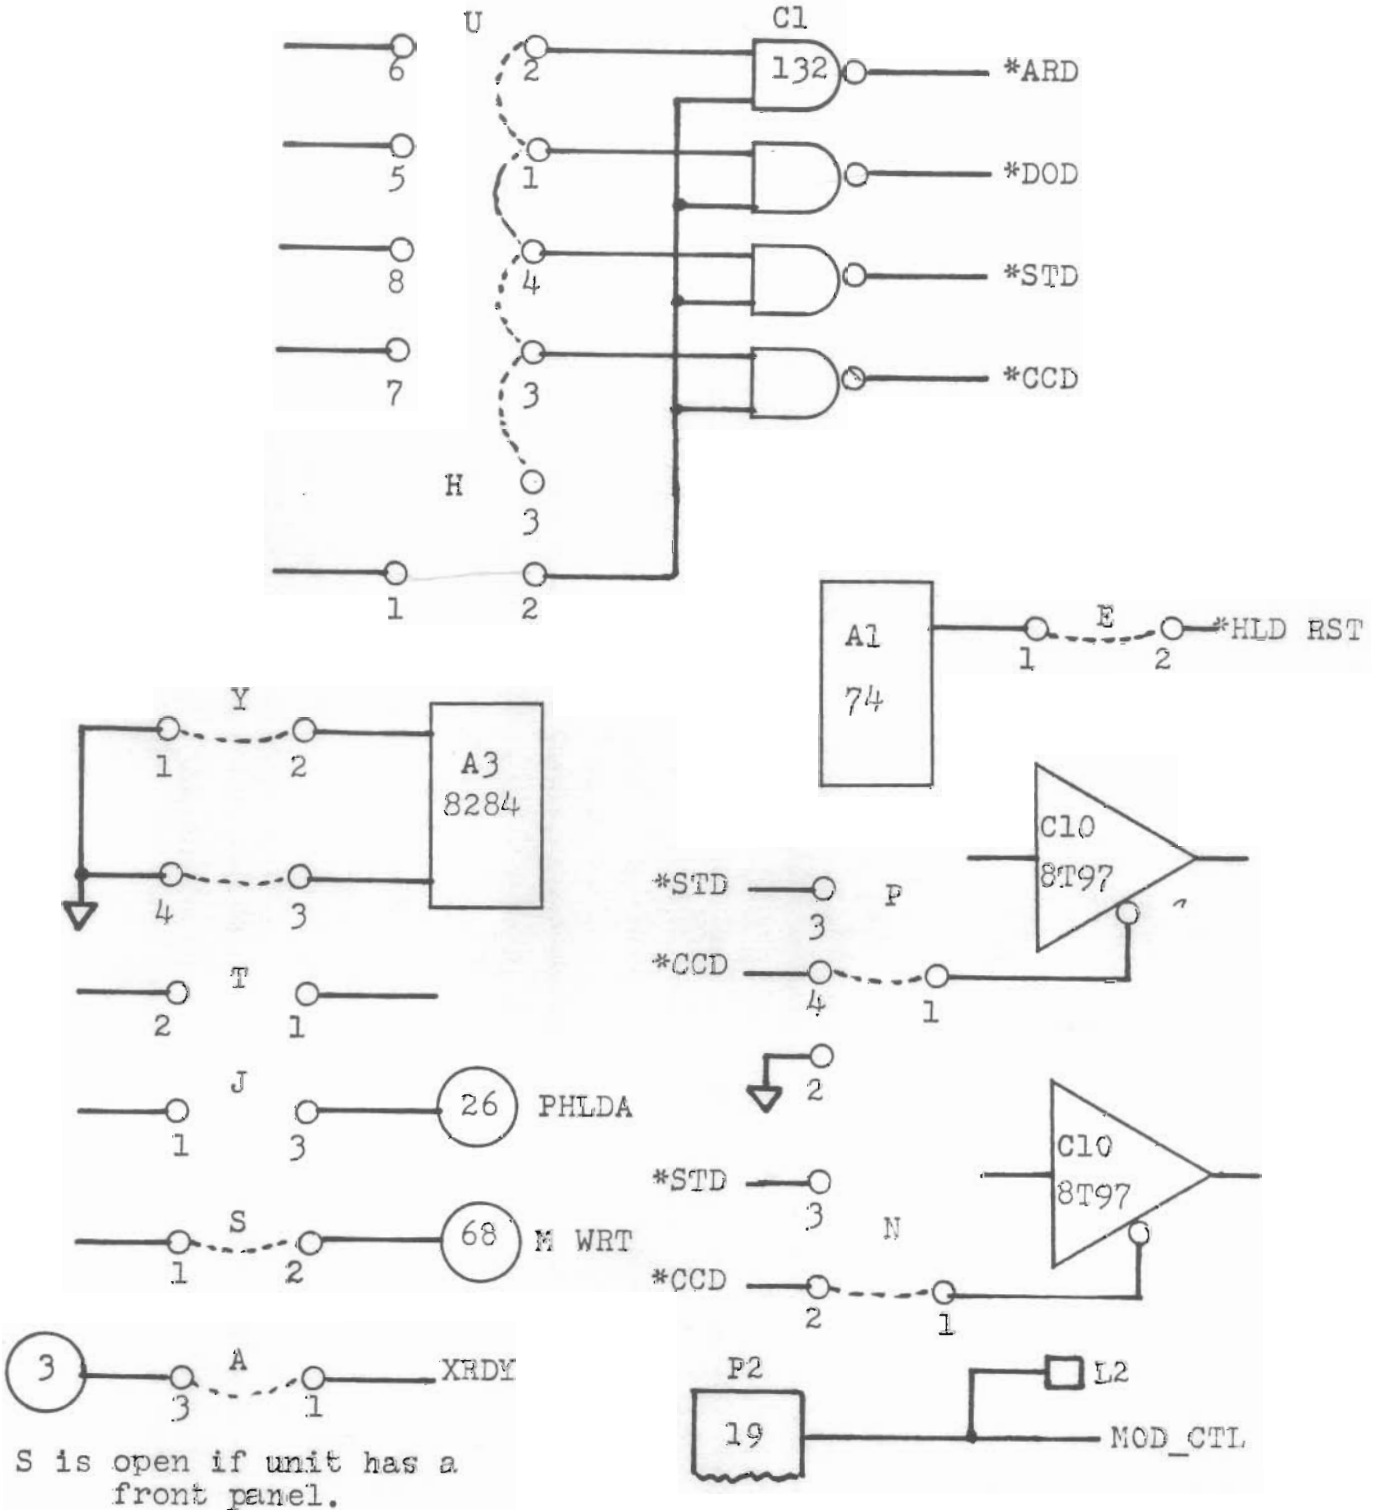 U
C1
6
2
132
*ARD
5
1
*DOD
8
4
*STD
7
3
*CCD
H
3
1
2
A1
74
E
1
2
*HLD RST
Y
1
2
A3
8284
4
3
C10
8T97
*STD
3
P
*CCD
4
1
2
T
2
1
J
1
3
26
PHLDA
S
1
2
68
M WRT
*STD
3
N
*CCD
2
1
C10
8T97
3
A
3
1
XRDY
P2
19
L2
MOD_CTL
S is open if unit has a
front panel.